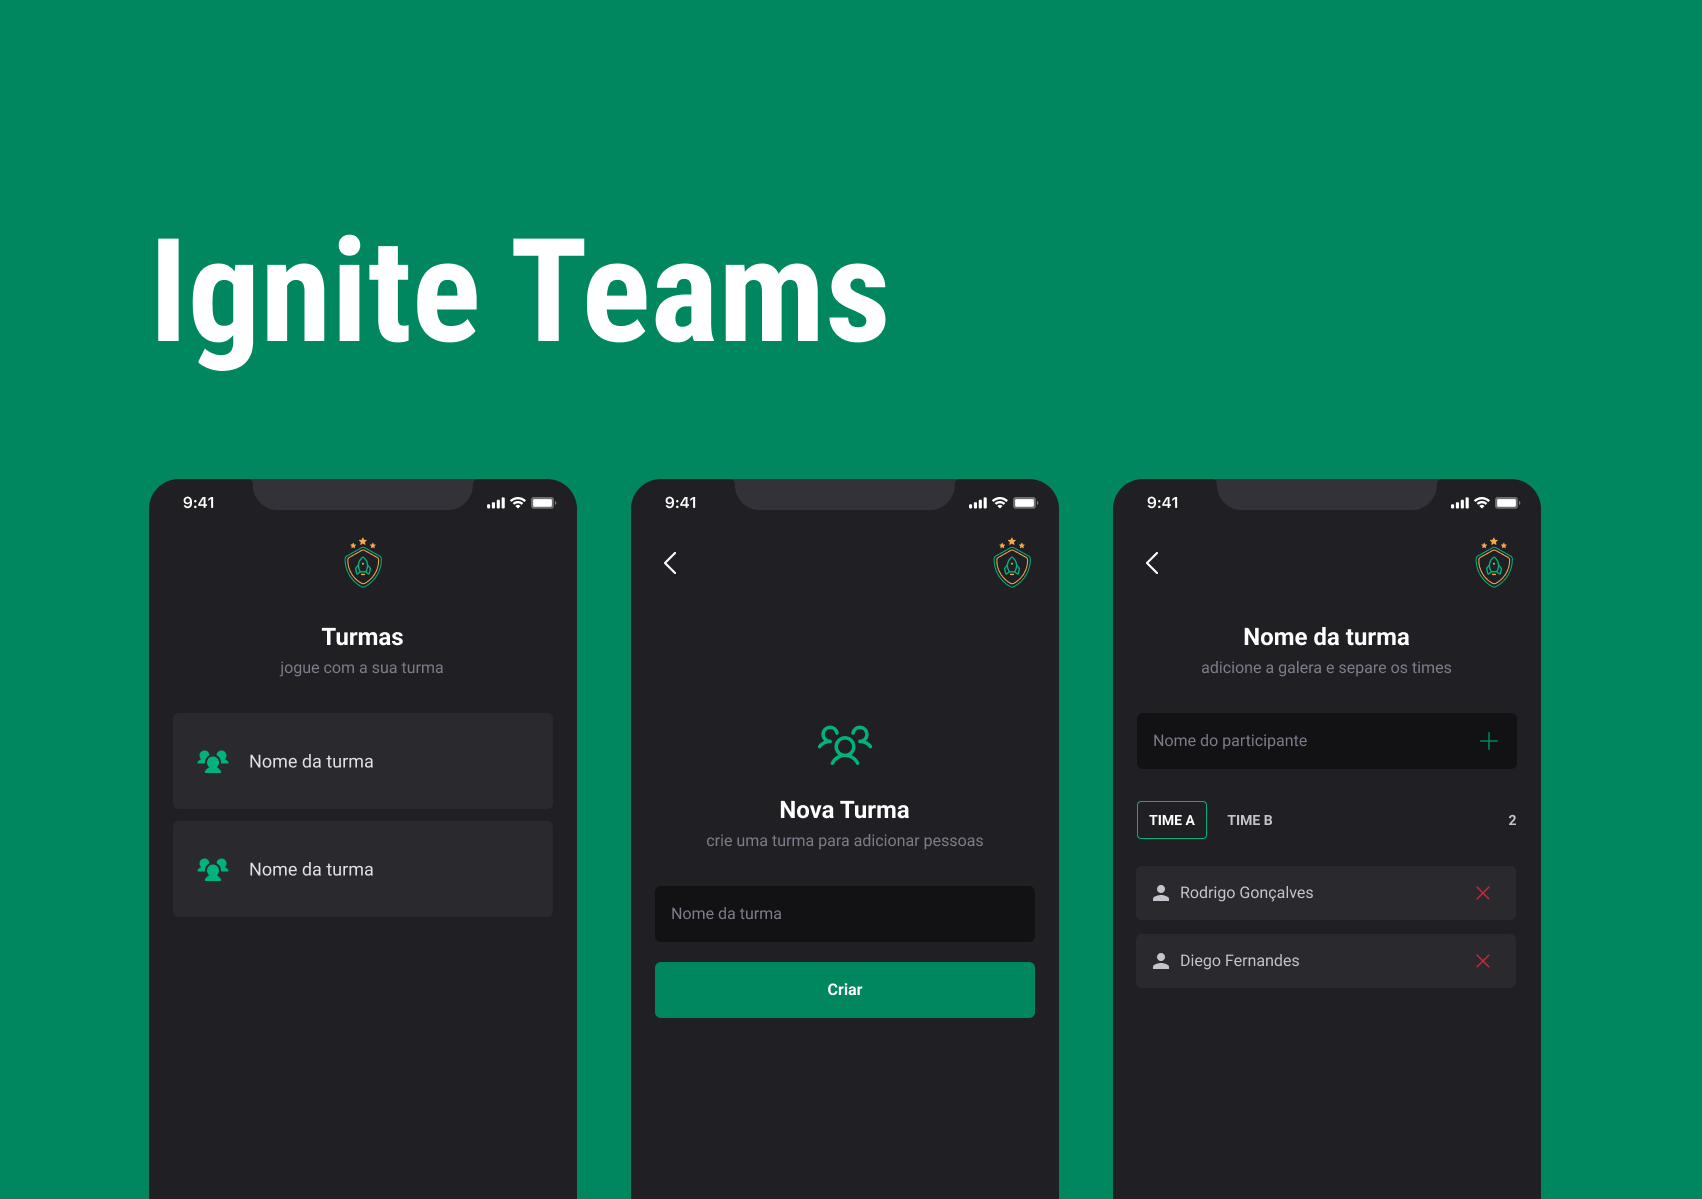 Ignite Teams
9:41
Turmas
jogue com a sua turma
Nome da turma
Nome da turma
9:41
Nova Turma
crie uma turma para adicionar pessoas
Nome da turma
Criar
9:41
Nome da turma
adicione a galera e separe os times
Nome do participante
TIME A TIME B 2
Rodrigo Gonçalves
Diego Fernandes